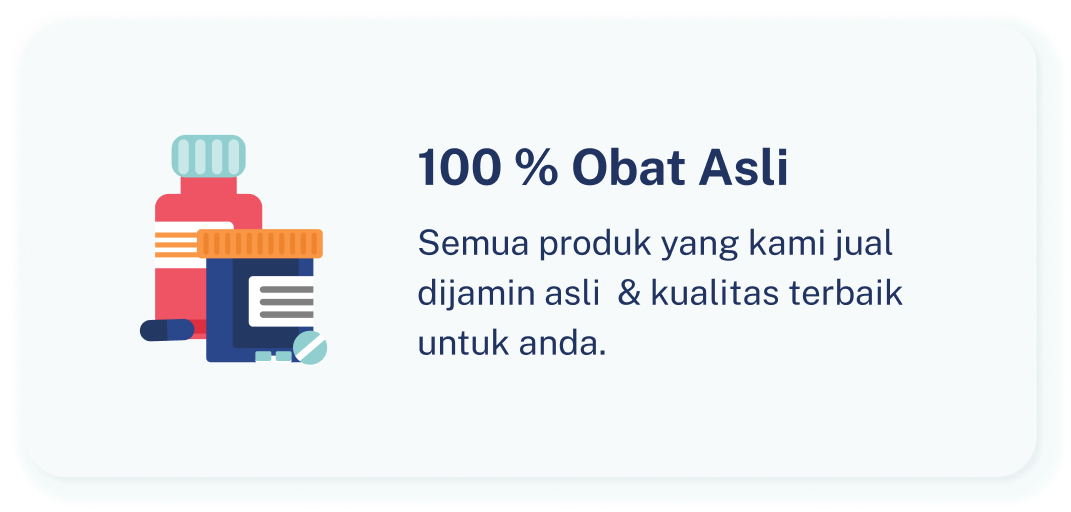 100 % Obat Asli
Semua produk yang kami jual
dijamin asli  & kualitas terbaik
untuk anda.